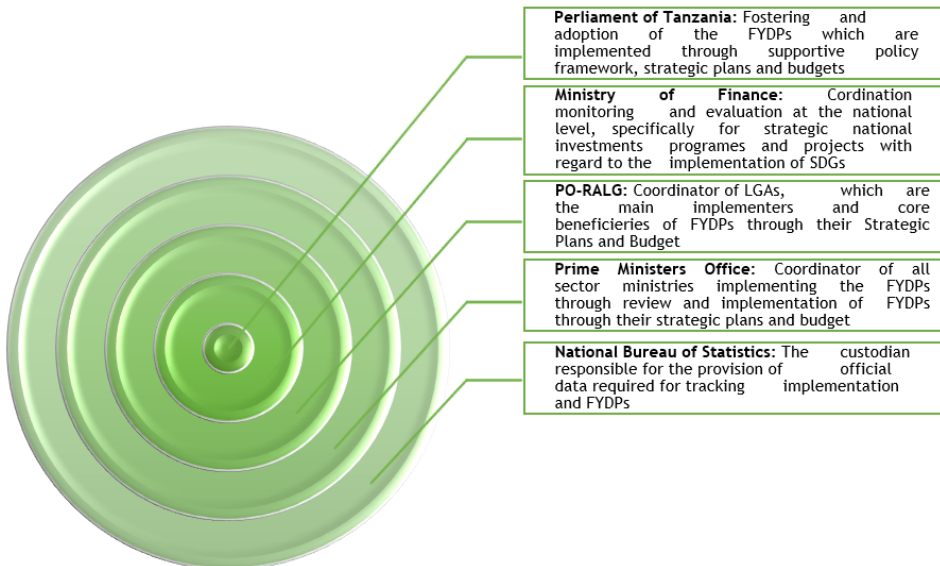 Perliament of Tanzania: Fostering and
adoption of the FYDPs which are
implemented through supportive policy
framework, strategic plans and budgets
Ministry of Finance: Cordination
monitoring and evaluation at the national
level, specifically for strategic national
investments programes and projects with
regard to the implementation of SDGs
PO-RALG: Coordinator of LGAs, which are
the main implementers and core
beneficieries of FYDPs through their Strategic
Plans and Budget
Prime Ministers Office: Coordinator of all
sector ministries implementing the FYDPs
through review and implementation of FYDPs
through their strategic plans and budget
National Bureau of Statistics: The custodian
responsible for the provision of official
data required for tracking implementation
and FYDPs